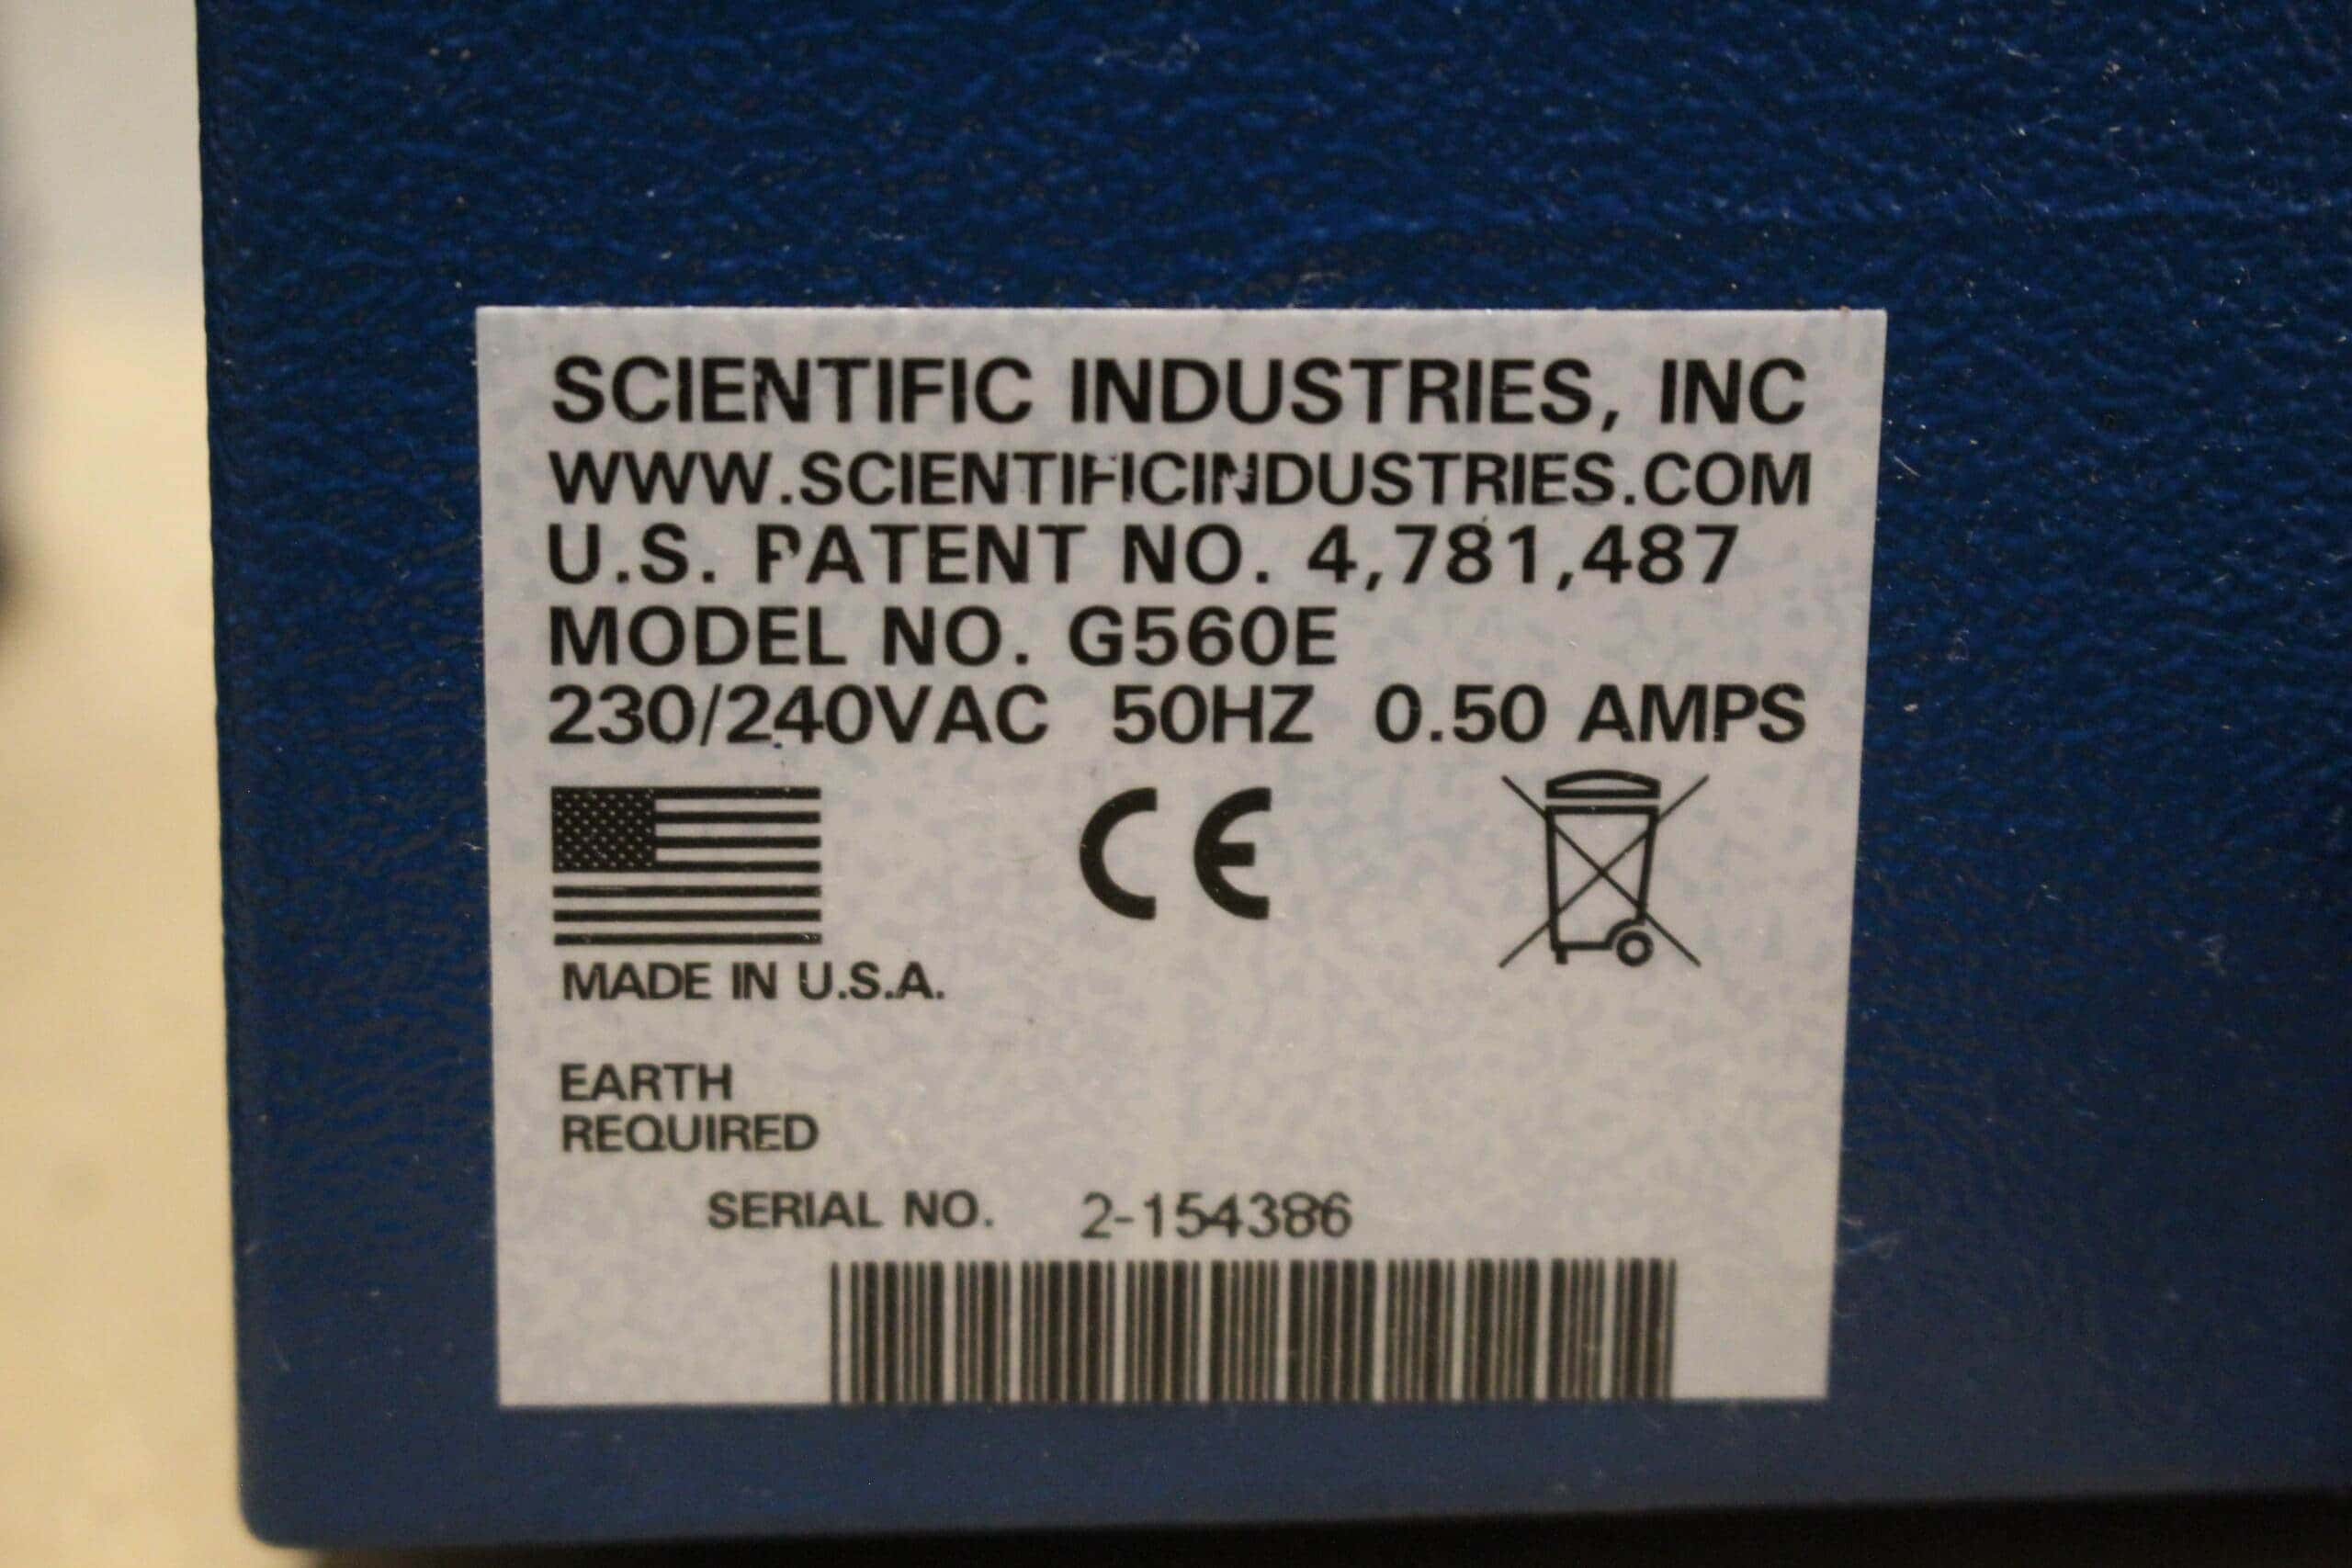 SCIENTIFIC INDUSTRIES, INC
WWW.SCIENTIFICINDUSTRIES.COM
U.S. PATENT NO. 4,781,487
MODEL NO. G560E
230/240VAC 50HZ 0.50 AMPS
CE
MADE IN U.S.A.
EARTH
REQUIRED
SERIAL NO. 2-154386